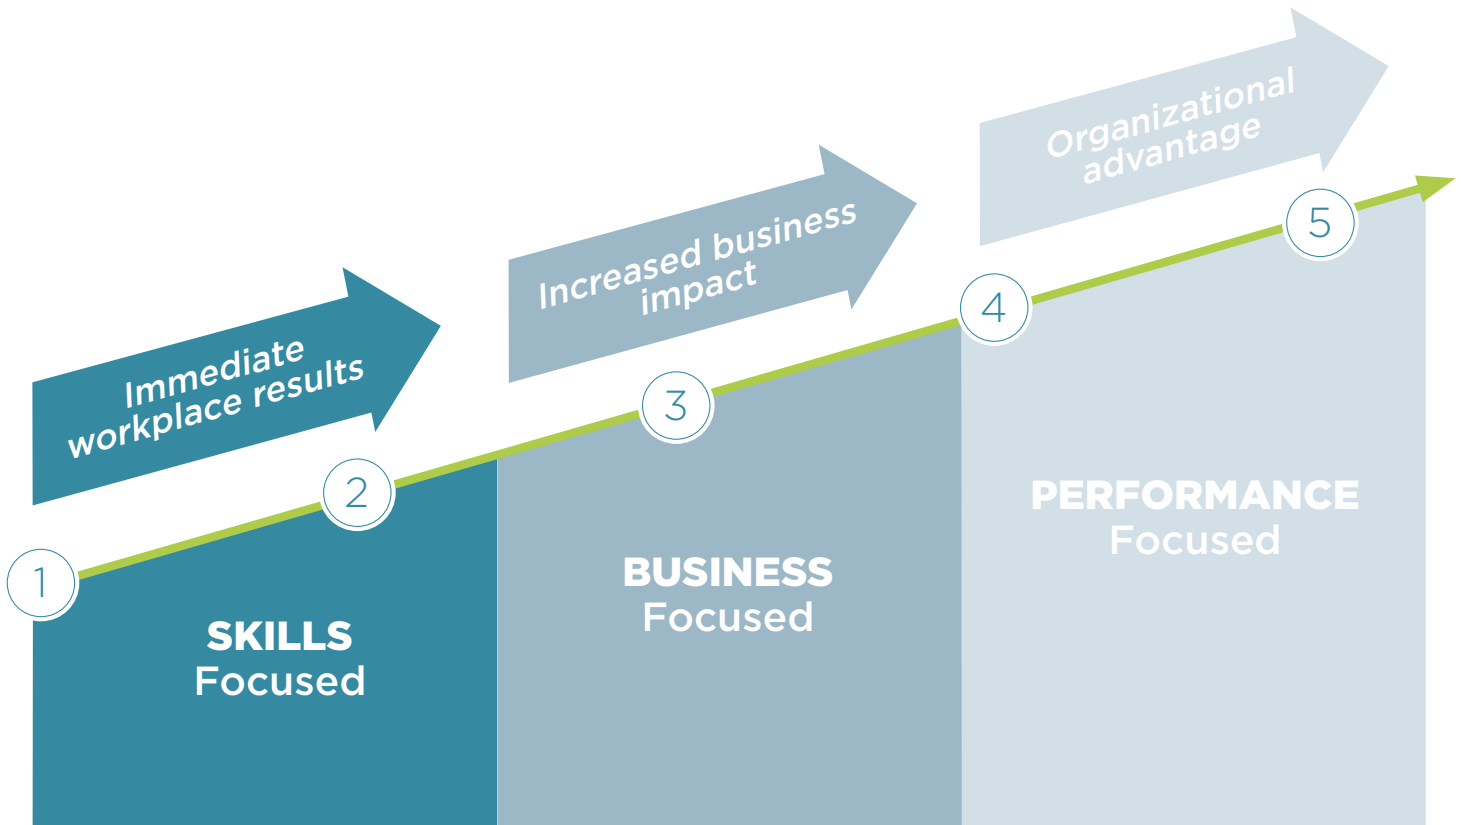 Organizational
advantage
Increased business
impact
Immediate
workplace results
1
2
3
4
5
SKILLS
Focused
BUSINESS
Focused
PERFORMANCE
Focused